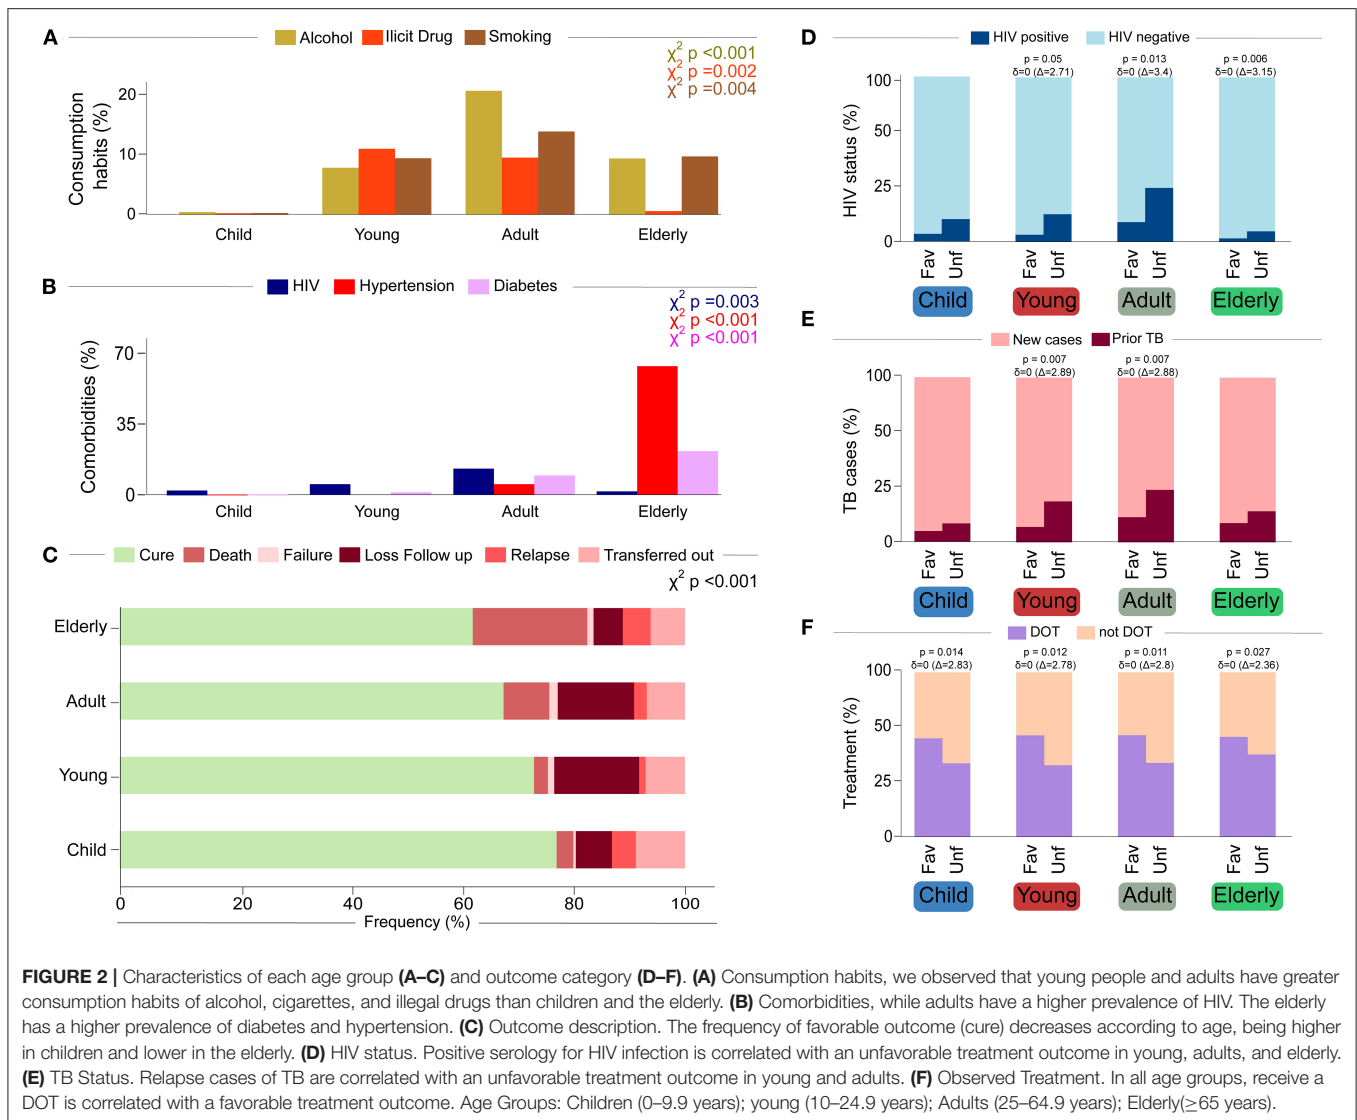 A
Alcohol Ilicit Drug Smoking
χ² p <0.001
χ² p =0.002
χ² p =0.004
Consumption
habits (%)
20
10
0
Child Young Adult Elderly
B
HIV Hypertension Diabetes
χ² p =0.003
χ² p <0.001
χ² p <0.001
Comorbidities (%)
70
35
0
Child Young Adult Elderly
C
Cure Death Failure Loss Follow up Relapse Transferred out
χ² p <0.001
Elderly
Adult
Young
Child
0 20 40 60 80 100
Frequency (%)
D
HIV positive HIV negative
p = 0.05 p = 0.013 p = 0.006
δ=0 (Δ=2.71) δ=0 (Δ=3.4) δ=0 (Δ=3.15)
HIV status (%)
100
50
25
0
Fav Unf Fav Unf Fav Unf Fav Unf
Child Young Adult Elderly
E
New cases Prior TB
p = 0.007 p = 0.007
δ=0 (Δ=2.89) δ=0 (Δ=2.88)
TB cases (%)
100
50
25
0
Fav Unf Fav Unf Fav Unf Fav Unf
Child Young Adult Elderly
F
DOT not DOT
p = 0.014 p = 0.012 p = 0.011 p = 0.027
δ=0 (Δ=2.83) δ=0 (Δ=2.78) δ=0 (Δ=2.8) δ=0 (Δ=2.36)
Treatment (%)
100
50
25
0
Fav Unf Fav Unf Fav Unf Fav Unf
Child Young Adult Elderly
FIGURE 2 | Characteristics of each age group (A–C) and outcome category (D–F). (A) Consumption habits, we observed that young people and adults have greater
consumption habits of alcohol, cigarettes, and illegal drugs than children and the elderly. (B) Comorbidities, while adults have a higher prevalence of HIV. The elderly
has a higher prevalence of diabetes and hypertension. (C) Outcome description. The frequency of favorable outcome (cure) decreases according to age, being higher
in children and lower in the elderly. (D) HIV status. Positive serology for HIV infection is correlated with an unfavorable treatment outcome in young, adults, and elderly.
(E) TB Status. Relapse cases of TB are correlated with an unfavorable treatment outcome in young and adults. (F) Observed Treatment. In all age groups, receive a
DOT is correlated with a favorable treatment outcome. Age Groups: Children (0–9.9 years); young (10–24.9 years); Adults (25–64.9 years); Elderly(≥65 years).